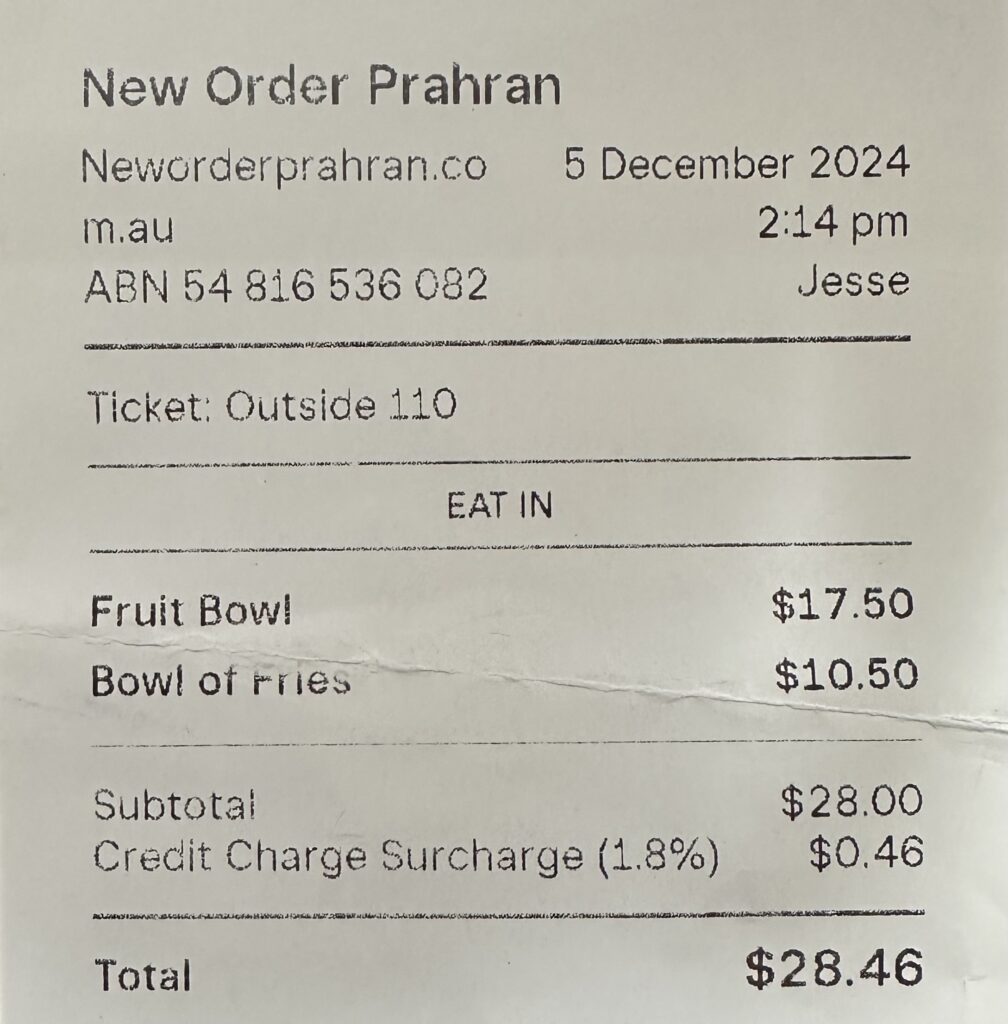 New Order Prahran
Neworderprahran.co 5 December 2024
m.au 2:14 pm
ABN 54 816 536 082 Jesse
Ticket: Outside 110
EAT IN
Fruit Bowl $17.50
Bowl of Fries $10.50
Subtotal $28.00
Credit Charge Surcharge (1.8%) $0.46
Total $28.46